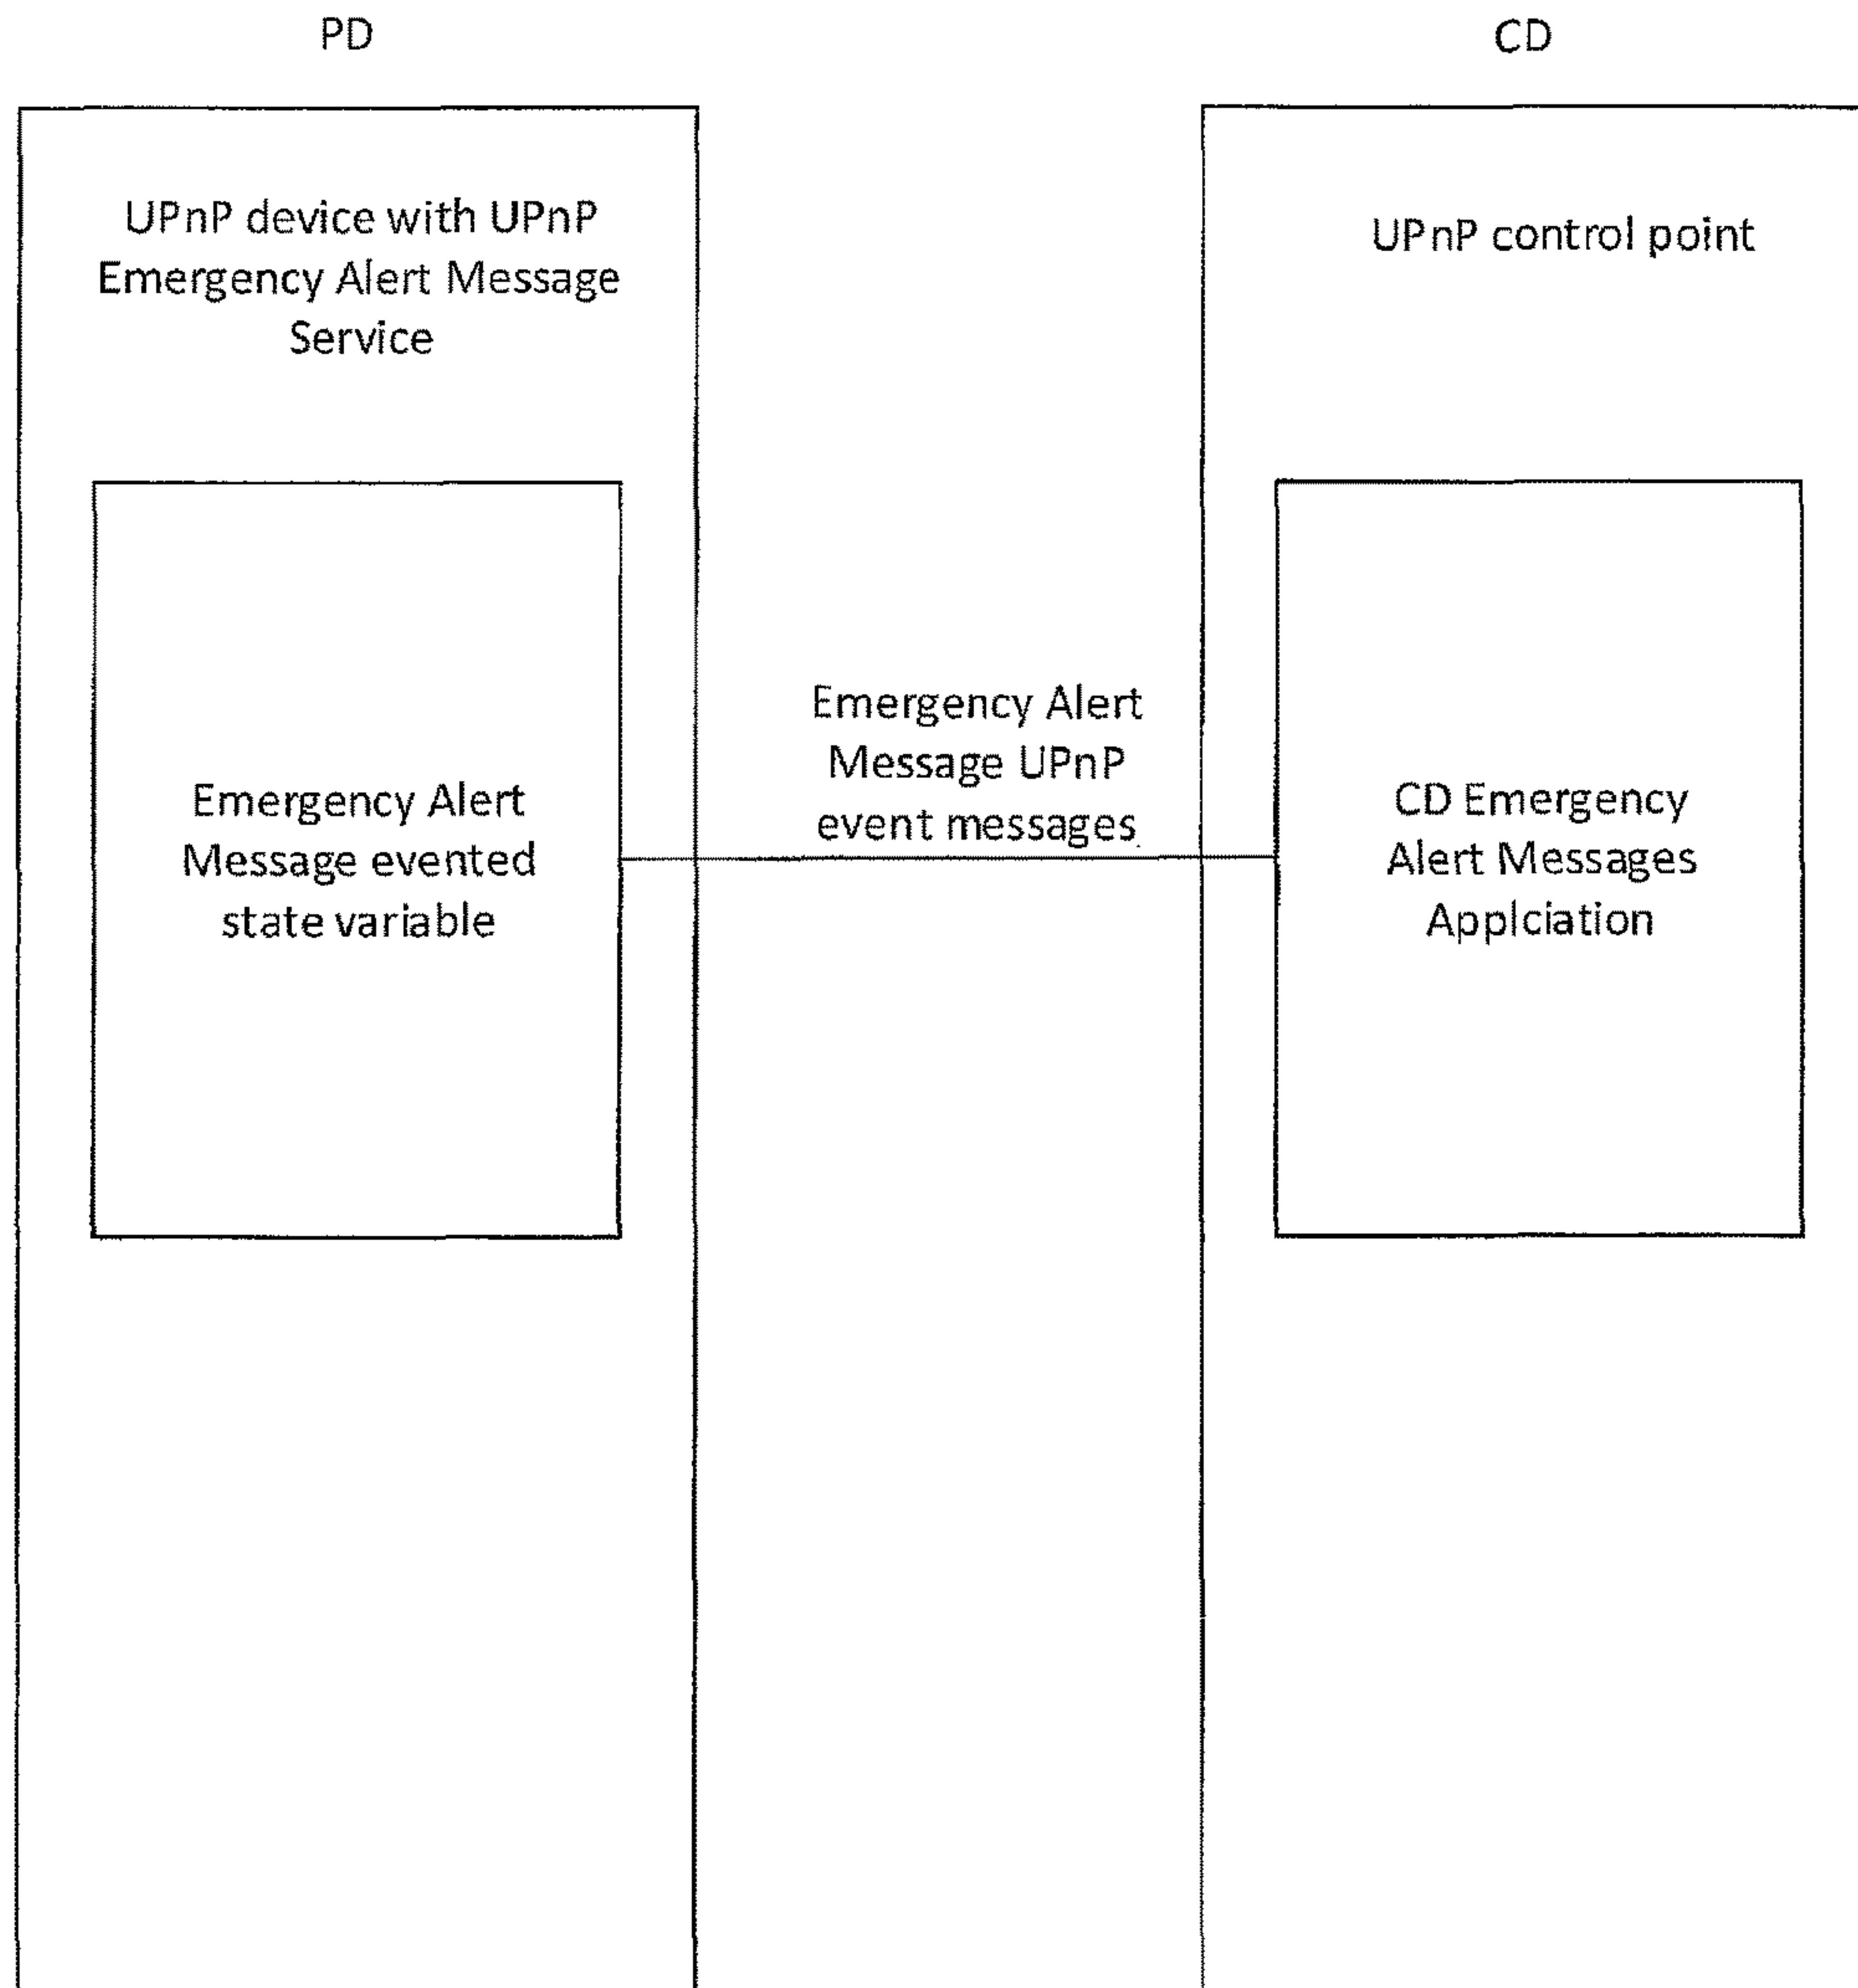 PD
CD
UPnP device with UPnP
Emergency Alert Message
Service
UPnP control point
Emergency Alert
Message evented
state variable
Emergency Alert
Message UPnP
event messages
CD Emergency
Alert Messages
Applciation